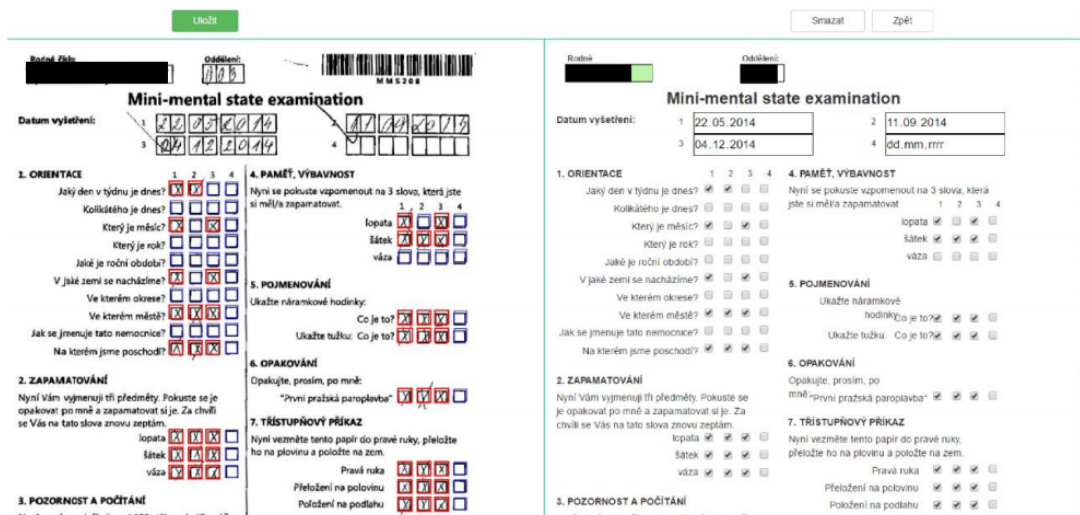 Uložit
Smazat Zpět
Rodné číslo Oddělení:
003
MMS208
Mini-mental state examination
Datum vyšetření:
1 22 05 2014
2 11 09 2014
3 04 12 2014
4
1. ORIENTACE 1 2 3 4
Jaký den v týdnu je dnes? X X
Kolikátého je dnes?
Který je měsíc? X X
Který je rok?
Jaké je roční období?
V jaké zemi se nacházíme? X X
Ve kterém okrese?
Ve kterém městě? X X X
Jak se jmenuje tato nemocnice?
Na kterém jsme poschodí? X X X
2. ZAPAMATOVÁNÍ
Nyní Vám vyjmenuji tři předměty. Pokuste se je
opakovat po mně a zapamatovat si je. Za chvíli
se Vás na tato slova znovu zeptám.
lopata X X X
šátek X X X
váza X X X
3. POZORNOST A POČÍTÁNÍ
4. PAMĚŤ, VÝBAVNOST
Nyní se pokuste vzpomenout na 3 slova, která jste
si měl/a zapamatovat. 1 2 3 4
lopata X X
šátek X X X
váza
5. POJMENOVÁNÍ
Ukažte náramkové hodinky:
Co je to? X X X
Ukažte tužku: Co je to? X X X
6. OPAKOVÁNÍ
Opakujte, prosím, po mně:
"První pražská paroplavba" X X X
7. TŘÍSTUPŇOVÝ PŘÍKAZ
Nyní vezměte tento papír do pravé ruky, přeložte
ho na plovinu a položte na zem.
Pravá ruka X X X
Přeložení na polovinu X X X
Položení na podlahu X X X
Rodné Oddělení:
Mini-mental state examination
Datum vyšetření:
1 22.05.2014
2 11.09.2014
3 04.12.2014
4 dd.mm.rrrr
1. ORIENTACE 1 2 3 4
Jaký den v týdnu je dnes?
Kolikátého je dnes?
Který je měsíc?
Který je rok?
Jaké je roční období?
V jaké zemi se nacházíme?
Ve kterém okrese?
Ve kterém městě?
Jak se jmenuje tato nemocnice?
Na kterém jsme poschodí?
2. ZAPAMATOVÁNÍ
Nyní Vám vyjmenuji tři předměty. Pokuste se
je opakovat po mně a zapamatovat si je. Za
chvíli se Vás na tato slova znovu zeptám.
lopata
šátek
váza
3. POZORNOST A POČÍTÁNÍ
4. PAMĚŤ, VÝBAVNOST
Nyní se pokuste vzpomenout na 3 slova, která
jste si měl/a zapamatovat. 1 2 3 4
lopata
šátek
váza
5. POJMENOVÁNÍ
Ukažte náramkové
hodinky: Co je to?
Ukažte tužku: Co je to?
6. OPAKOVÁNÍ
Opakujte, prosím, po
mně: "První pražská paroplavba"
7. TŘÍSTUPŇOVÝ PŘÍKAZ
Nyní vezměte tento papír do pravé ruky,
přeložte ho na plovinu a položte na zem.
Pravá ruka
Přeložení na polovinu
Položení na podlahu